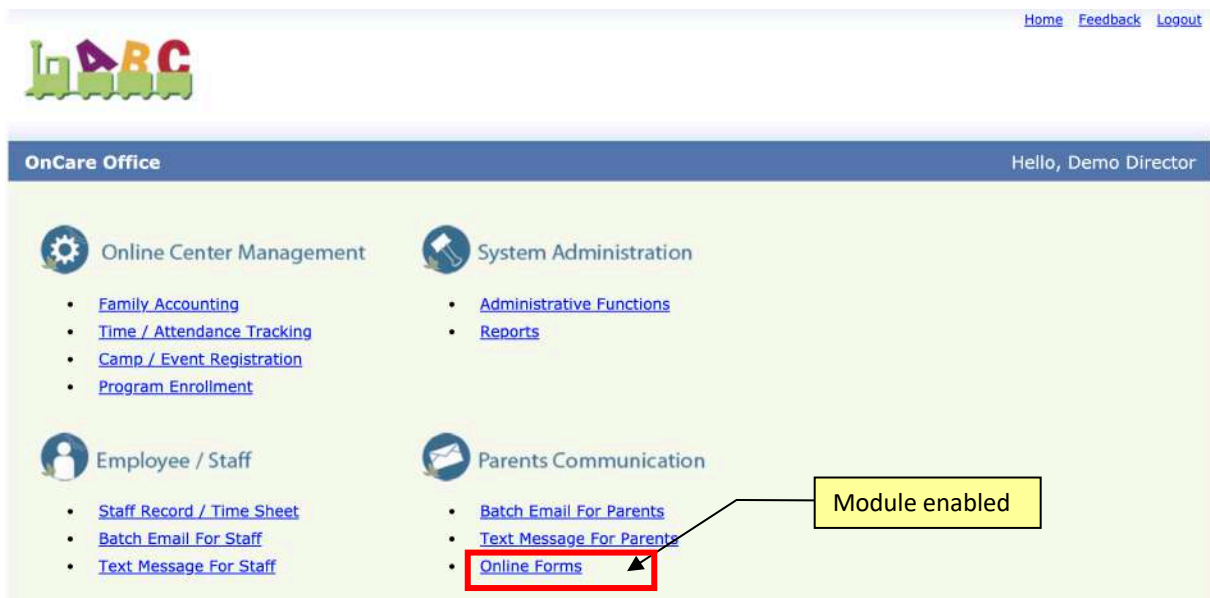 Home Feedback Logout
In ABC
OnCare Office
Hello, Demo Director
Online Center Management
Family Accounting
Time / Attendance Tracking
Camp / Event Registration
Program Enrollment
System Administration
Administrative Functions
Reports
Employee / Staff
Staff Record / Time Sheet
Batch Email For Staff
Text Message For Staff
Parents Communication
Batch Email For Parents
Text Message For Parents
Online Forms
Module enabled